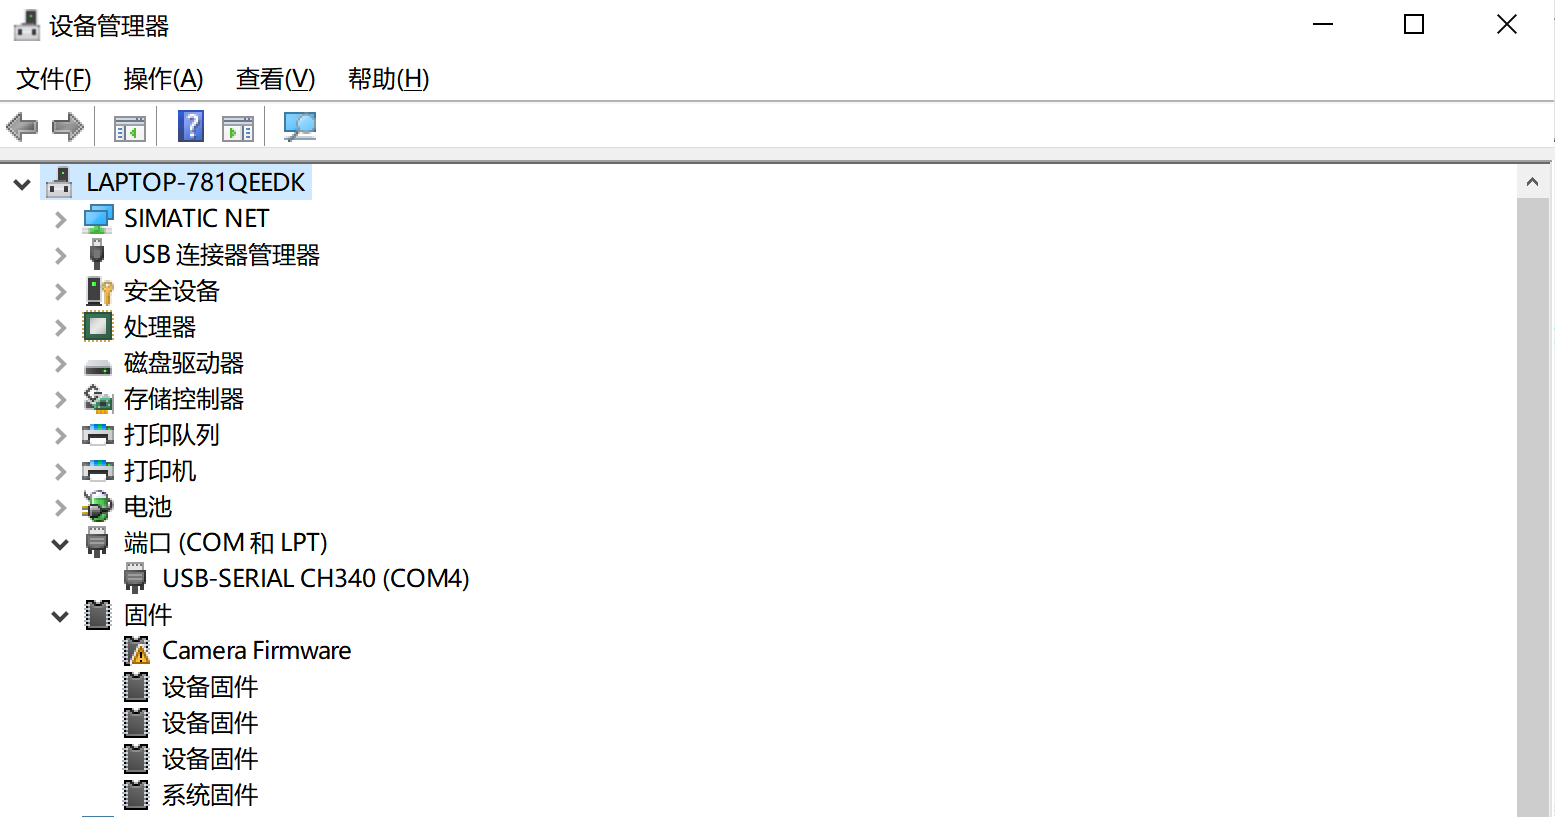 设备管理器
文件(F) 操作(A) 查看(V) 帮助(H)
LAPTOP-781QEEDK
SIMATIC NET
USB 连接器管理器
安全设备
处理器
磁盘驱动器
存储控制器
打印队列
打印机
电池
端口 (COM 和 LPT)
USB-SERIAL CH340 (COM4)
固件
Camera Firmware
设备固件
设备固件
设备固件
系统固件